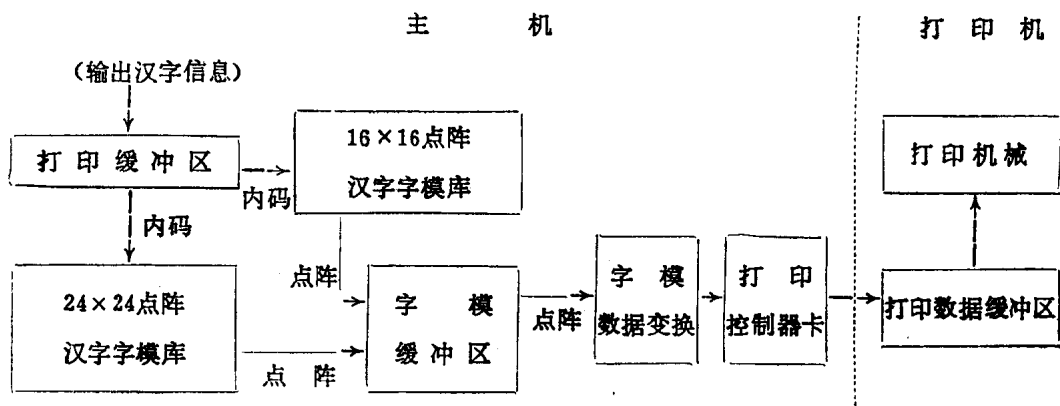 主 机
打 印 机
(输出汉字信息)
打 印 缓 冲 区
内码
16×16点阵
汉字字模库
打印机械
内码
24×24点阵
汉字字模库
点阵
点 阵
字 模
缓 冲 区
点阵
字 模
数据变换
打 印
控制器卡
打印数据缓冲区